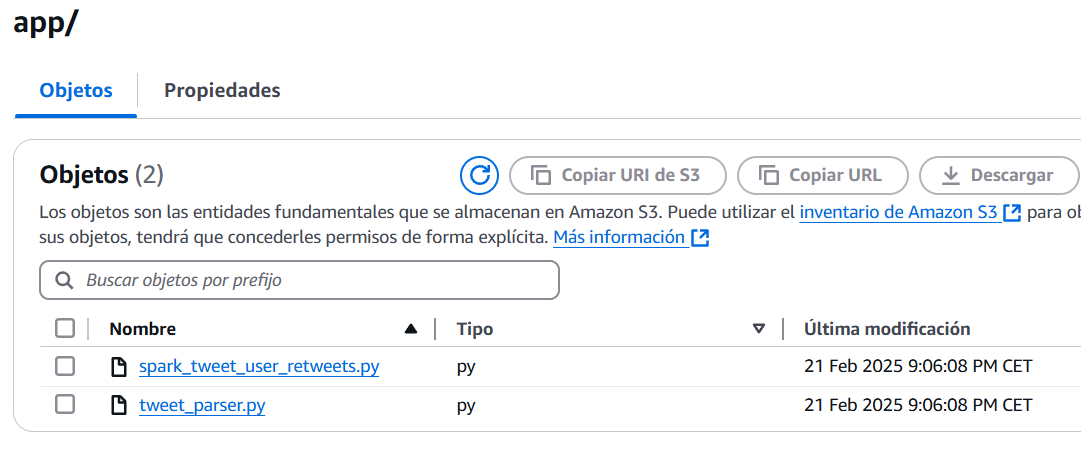 app/
Objetos Propiedades
Objetos (2) Copiar URI de S3 Copiar URL Descargar
Los objetos son las entidades fundamentales que se almacenan en Amazon S3. Puede utilizar el inventario de Amazon S3 para
sus objetos, tendrá que concederles permisos de forma explícita. Más información
Buscar objetos por prefijo
Nombre Tipo Última modificación
spark_tweet_user_retweets.py py 21 Feb 2025 9:06:08 PM CET
tweet_parser.py py 21 Feb 2025 9:06:08 PM CET